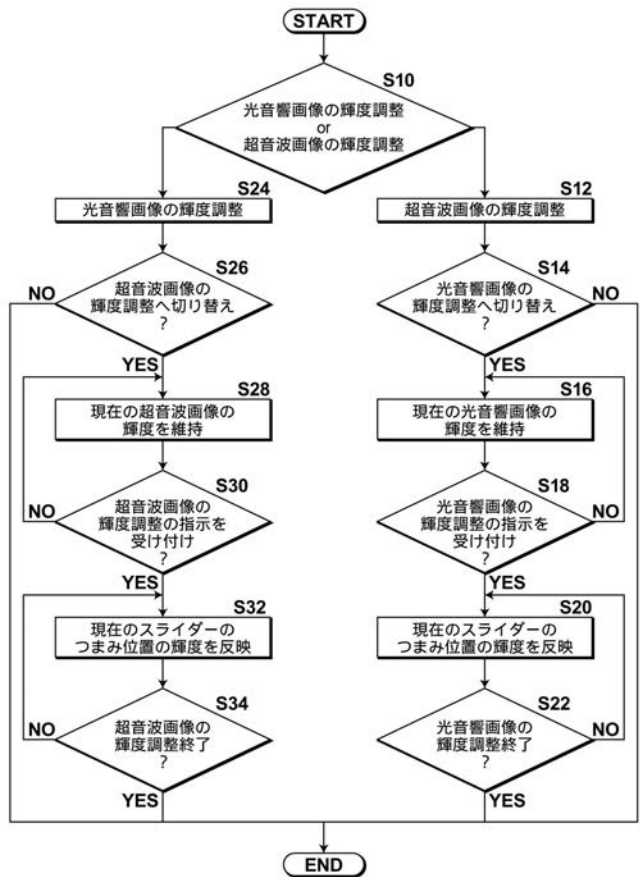 START
S10
光音響画像の輝度調整
or
超音波画像の輝度調整
S24
光音響画像の輝度調整
S26
超音波画像の
輝度調整へ切り替え
?
NO
YES
S28
現在の超音波画像の
輝度を維持
S30
超音波画像の
輝度調整の指示を
受け付け
?
NO
YES
S32
現在のスライダーの
つまみ位置の輝度を反映
S34
超音波画像の
輝度調整終了
?
NO
YES
S12
超音波画像の輝度調整
S14
光音響画像の
輝度調整へ切り替え
?
NO
YES
S16
現在の光音響画像の
輝度を維持
S18
光音響画像の
輝度調整の指示を
受け付け
?
NO
YES
S20
現在のスライダーの
つまみ位置の輝度を反映
S22
光音響画像の
輝度調整終了
?
NO
YES
END